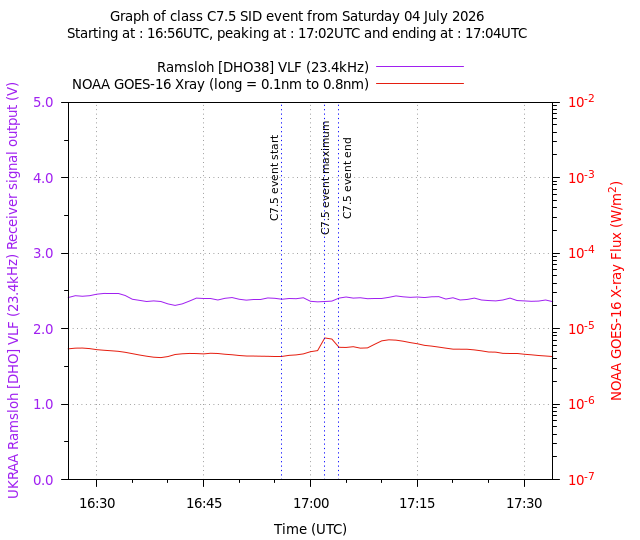 Graph of class C7.5 SID event from Saturday 04 July 2026
Starting at : 16:56UTC, peaking at : 17:02UTC and ending at : 17:04UTC
Ramsloh [DHO38] VLF (23.4kHz)
NOAA GOES-16 Xray (long = 0.1nm to 0.8nm)
UKRAA Ramsloh [DHO] VLF (23.4kHz) Receiver signal output (V)
5.0
4.0
3.0
2.0
1.0
0.0
C7.5 event start
C7.5 event maximum
C7.5 event end
10-2
10-3
10-4
10-5
10-6
10-7
NOAA GOES-16 X-ray Flux (W/m2)
16:30 16:45 17:00 17:15 17:30
Time (UTC)